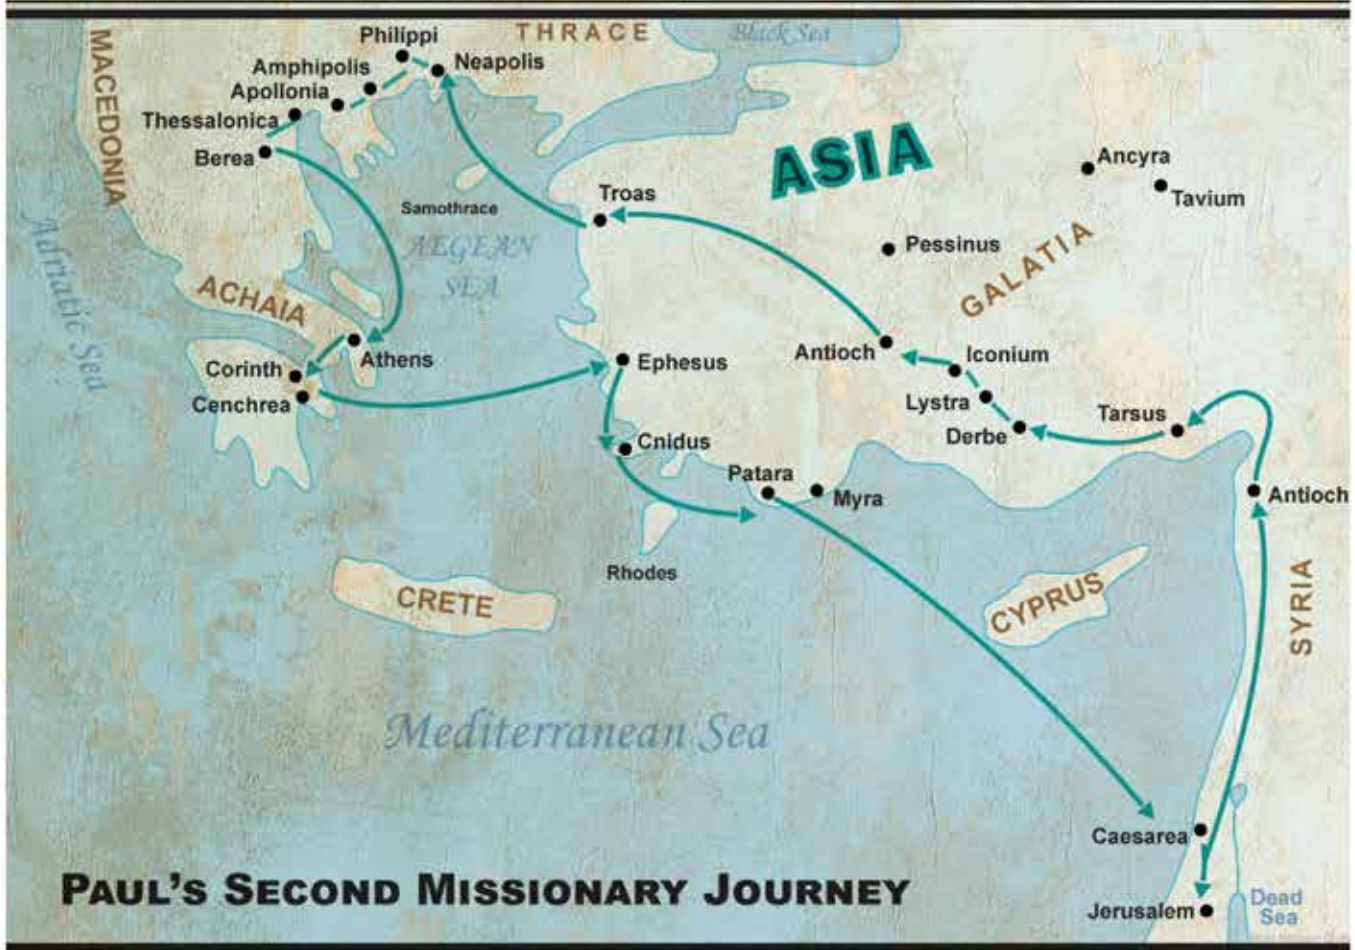 THRACE
Black Sea
Philippi
Neapolis
Amphipolis
Apollonia
Thessalonica
Berea
MACEDONIA
ASIA
Ancyra
Tavium
Troas
Samothrace
AEGEAN
SEA
Pessinus
GALATIA
Adriatic Sea
ACHAIA
Athens
Corinth
Cenchrea
Ephesus
Antioch
Iconium
Lystra
Derbe
Tarsus
Cnidus
Patara
Myra
Antioch
Rhodes
CRETE
CYPRUS
SYRIA
Mediterranean Sea
Caesarea
Jerusalem
Dead
Sea
PAUL'S SECOND MISSIONARY JOURNEY